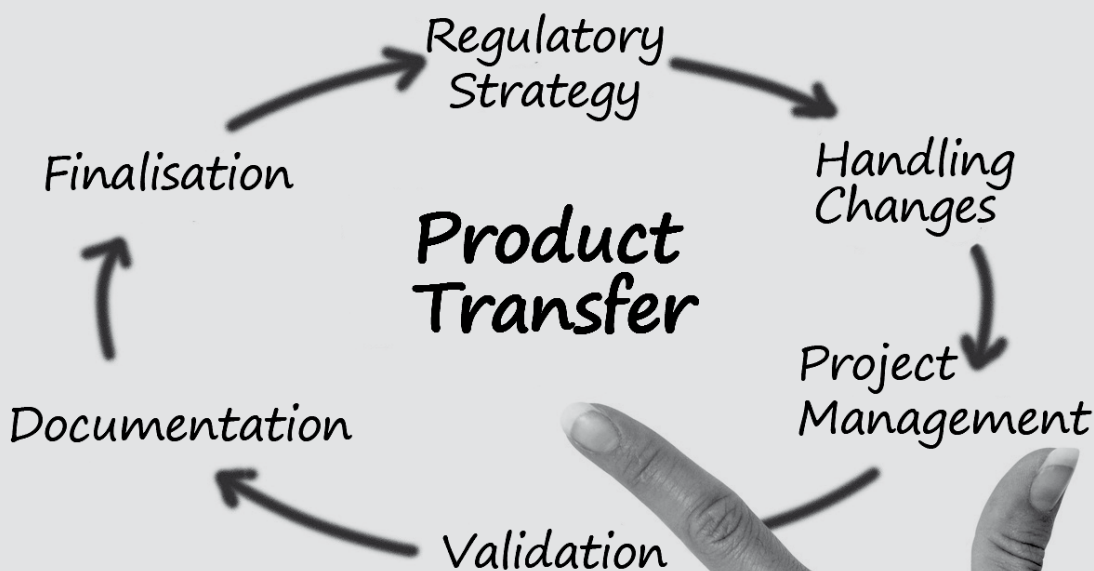 Regulatory
Strategy
Handling
Changes
Project
Management
Validation
Documentation
Finalisation
Product
Transfer